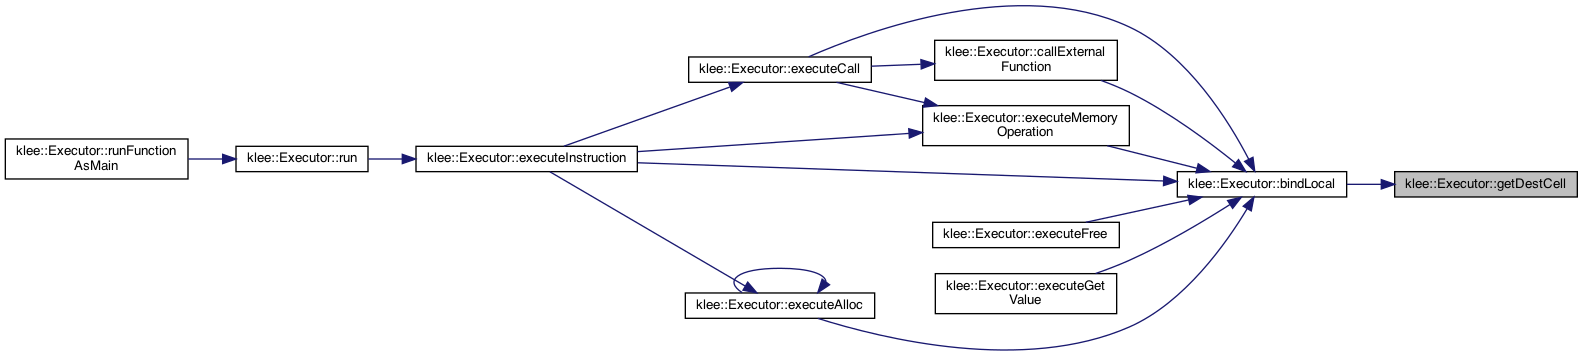 klee::Executor::runFunction
AsMain
klee::Executor::run
klee::Executor::executeInstruction
klee::Executor::executeCall
klee::Executor::executeAlloc
klee::Executor::callExternal
Function
klee::Executor::executeMemory
Operation
klee::Executor::executeFree
klee::Executor::executeGet
Value
klee::Executor::bindLocal
klee::Executor::getDestCell